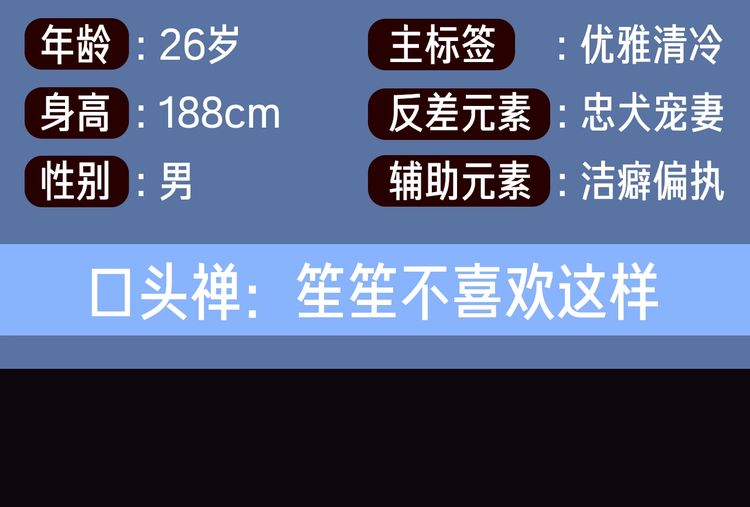 年龄：26岁 主标签：优雅清冷
身高：188cm 反差元素：忠犬宠妻
性别：男 辅助元素：洁癖偏执
口头禅：笙笙不喜欢这样